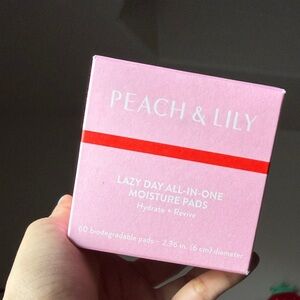 PEACH & LILY
LAZY DAY ALL-IN-ONE
MOISTURE PADS
Hydrate + Revive
60 biodegradable pads - 2.36 in. (6 cm) diameter